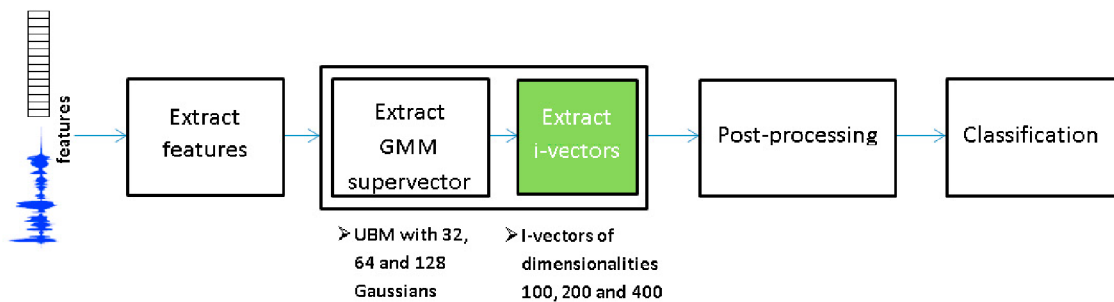 features
Extract
features
Extract
GMM
supervector
Extract
i-vectors
Post-processing
Classification
➢ UBM with 32,
64 and 128
Gaussians
➢ I-vectors of
dimensionalities
100, 200 and 400